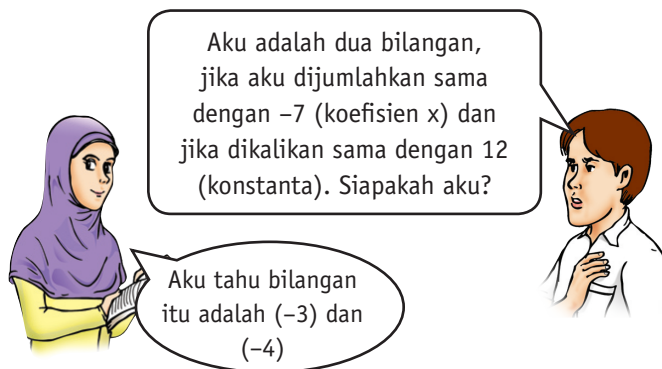 Aku adalah dua bilangan,
jika aku dijumlahkan sama
dengan –7 (koefisien x) dan
jika dikalikan sama dengan 12
(konstanta). Siapakah aku?
Aku tahu bilangan
itu adalah (–3) dan
(–4)